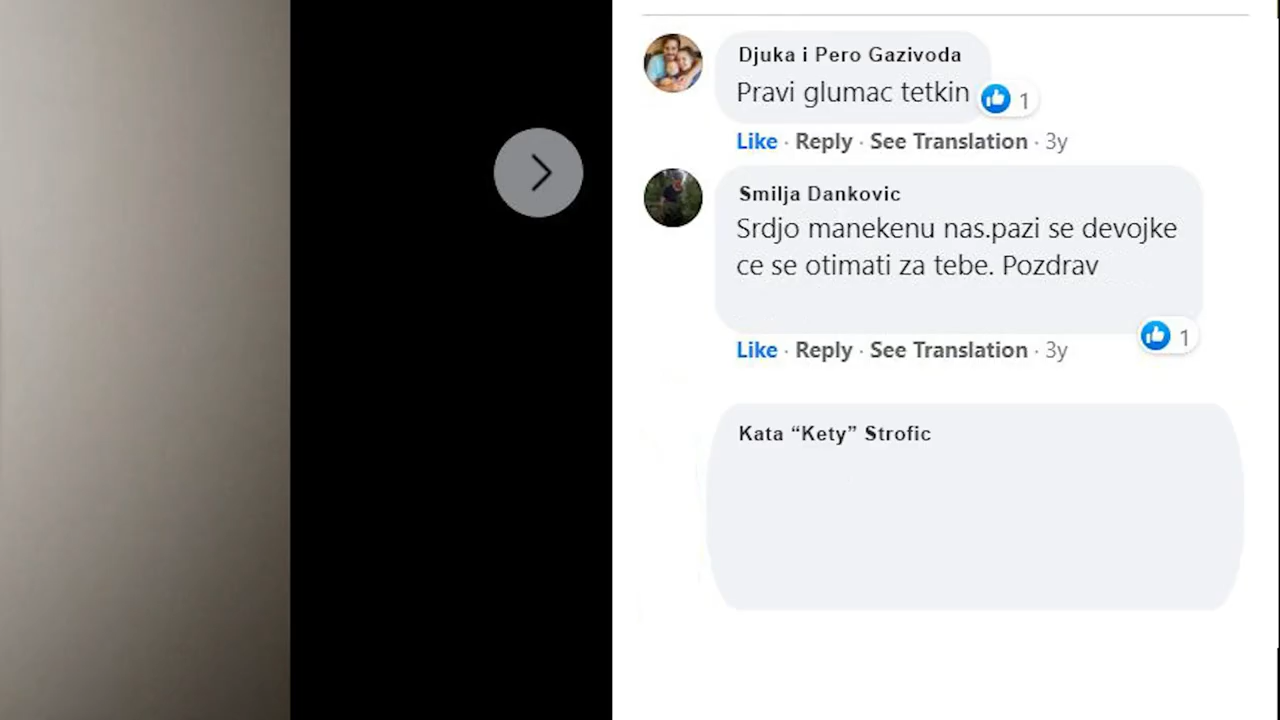 Djuka i Pero Gazivoda
Pravi glumac tetkin
1
Like · Reply · See Translation · 3y
Smilja Dankovic
Srdjo manekenu nas.pazi se devojke
ce se otimati za tebe. Pozdrav
1
Like · Reply · See Translation · 3y
Kata “Kety” Strofic